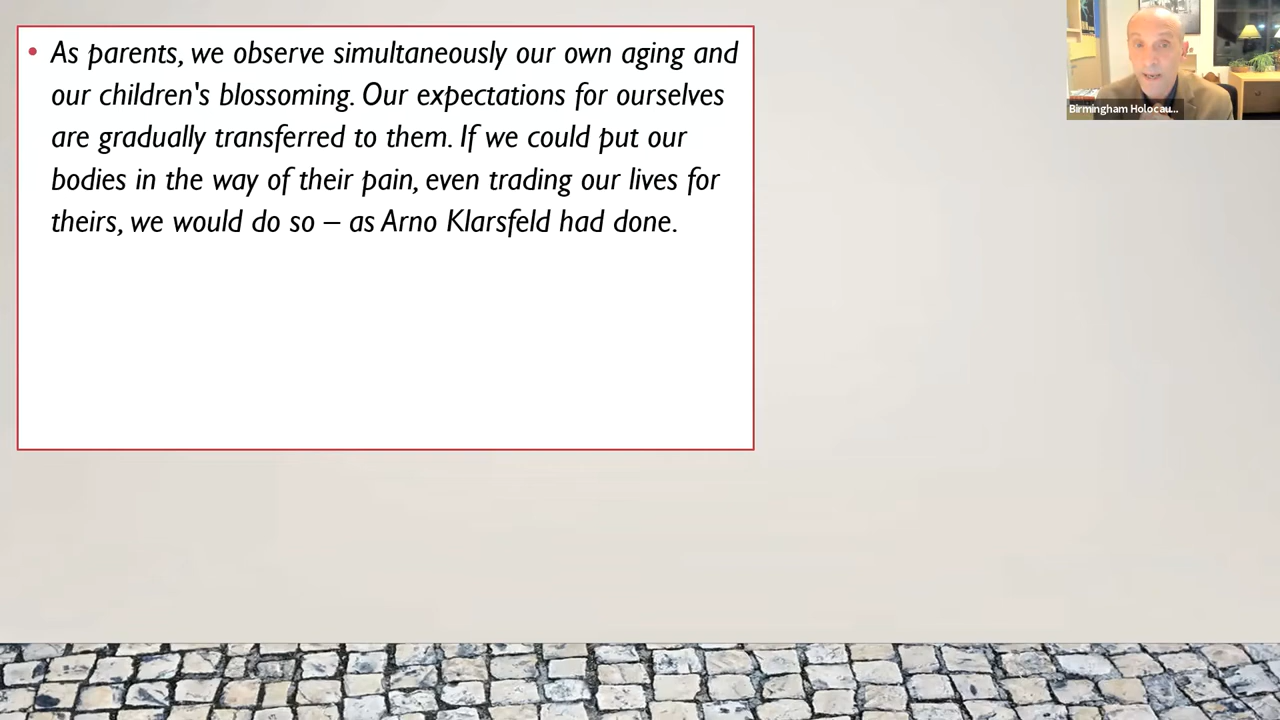 • As parents, we observe simultaneously our own aging and
our children's blossoming. Our expectations for ourselves
are gradually transferred to them. If we could put our
bodies in the way of their pain, even trading our lives for
theirs, we would do so – as Arno Klarsfeld had done.
Birmingham Holocau...